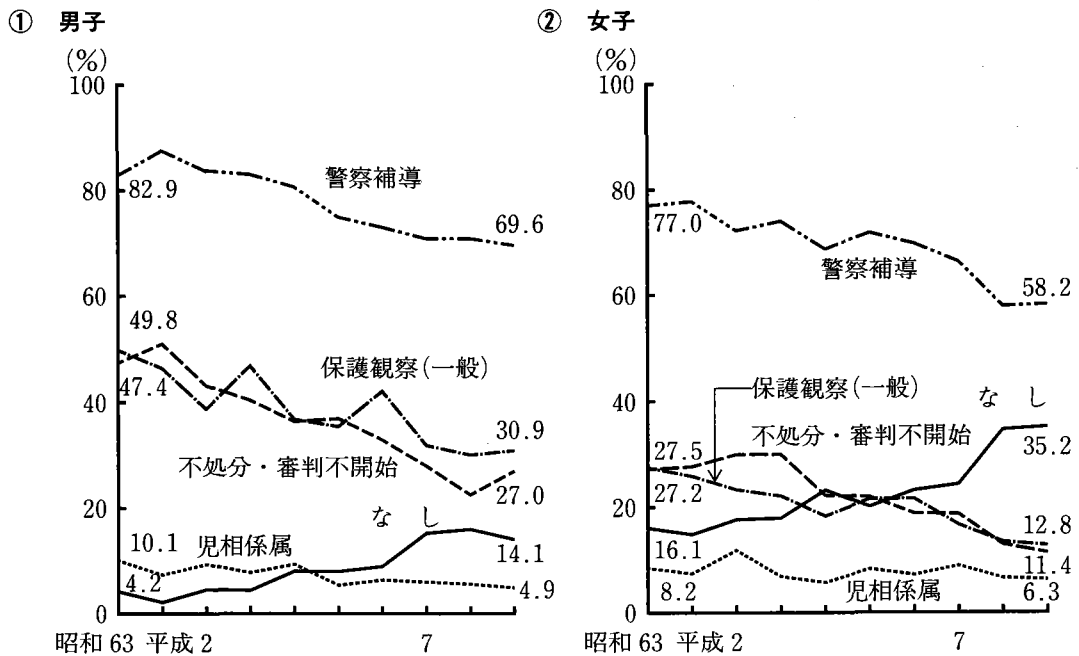 ① 男子
(%)
100
80
60
40
20
0
82.9
警察補導
69.6
49.8
47.4
保護観察(一般)
30.9
不処分・審判不開始
27.0
なし
10.1
児相係属
14.1
4.2
4.9
昭和63 平成2 7
② 女子
(%)
100
80
60
40
20
0
77.0
警察補導
58.2
保護観察(一般)
なし
27.5
不処分・審判不開始
35.2
27.2
12.8
16.1
11.4
8.2
児相係属
6.3
昭和63 平成2 7